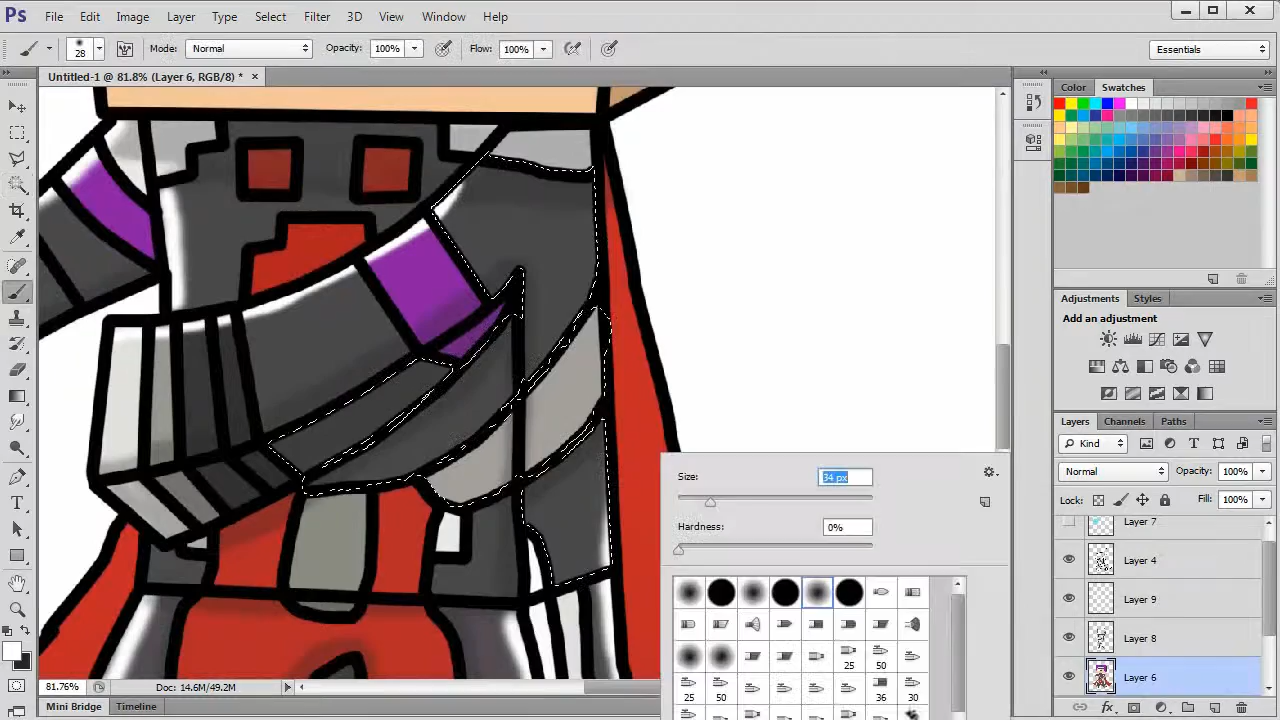 Ps File Edit Image Layer Type Select Filter 3D View Window Help
28 Mode: Normal Opacity: 100% Flow: 100% Essentials
Untitled-1 @ 81.8% (Layer 6, RGB/8) * ×
Color Swatches
Adjustments Styles
Add an adjustment
Layers Channels Paths
Kind
Normal Opacity: 100%
Lock: Fill: 100%
Layer 7
Layer 4
Layer 9
Layer 8
Layer 6
Size: 34 px
Hardness: 0%
25 50
25 50 36 30
81.76% Doc: 14.6M/49.2M
Mini Bridge Timeline